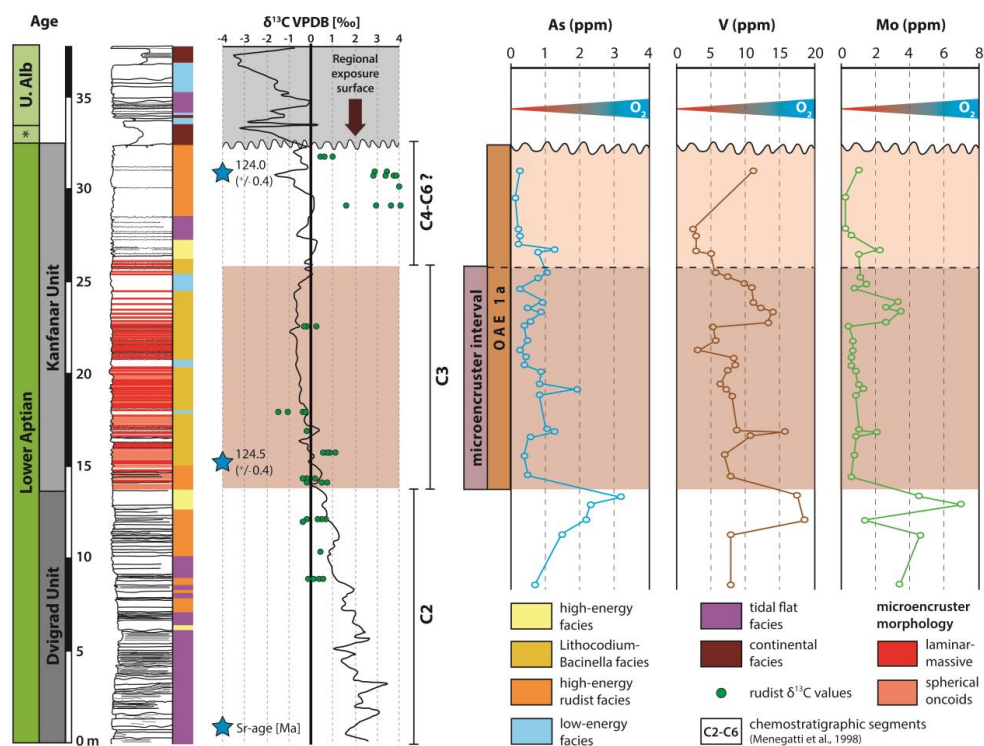 Age
δ¹³C VPDB [‰]
-4 -3 -2 -1 0 1 2 3 4
As (ppm)
0 1 2 3 4
V (ppm)
0 5 10 15 20
Mo (ppm)
0 2 4 6 8
U. Alb
*
Lower Aptian
Kanfanar Unit
Dvigrad Unit
35
30
25
20
15
10
5
0 m
Regional
exposure
surface
124.0
(+/- 0.4)
124.5
(+/- 0.4)
Sr-age [Ma]
C4-C6 ?
C3
C2
O₂
O₂
O₂
microencruster interval
OAE 1a
high-energy
facies
Lithocodium-
Bacinella facies
high-energy
rudist facies
low-energy
facies
tidal flat
facies
continental
facies
rudist δ¹³C values
C2-C6
chemostratigraphic segments
(Menegatti et al., 1998)
microencruster
morphology
laminar-
massive
spherical
oncoids